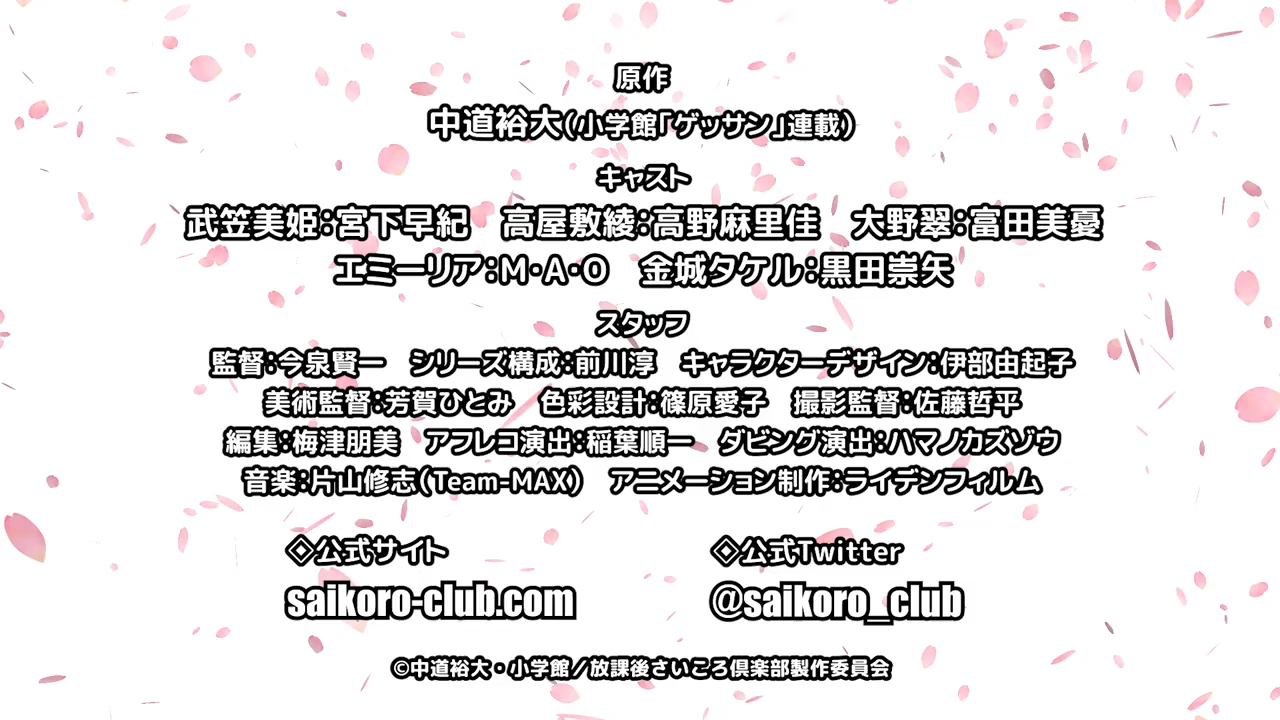 原作
中道裕大(小学館「ゲッサン」連載)
キャスト
武笠美姫:宮下早紀　高屋敷綾:高野麻里佳　大野翠:富田美憂
エミーリア:M・A・O　金城タケル:黒田崇矢
スタッフ
監督:今泉賢一　シリーズ構成:前川淳　キャラクターデザイン:伊部由起子
美術監督:芳賀ひとみ　色彩設計:篠原愛子　撮影監督:佐藤哲平
編集:梅津朋美　アフレコ演出:稲葉順一　ダビング演出:ハマノカズゾウ
音楽:片山修志(Team-MAX)　アニメーション制作:ライデンフィルム
◇公式サイト　◇公式Twitter
saikoro-club.com　@saikoro_club
©中道裕大・小学館／放課後さいころ倶楽部製作委員会